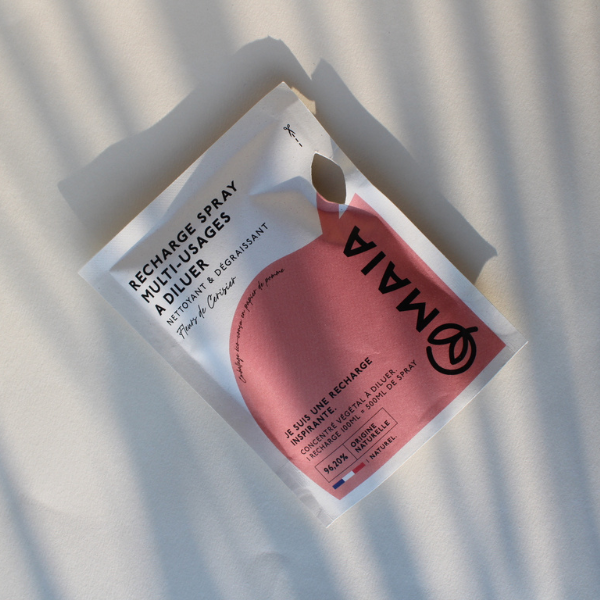 RECHARGE SPRAY
MULTI-USAGES
A DILUER
NETTOYANT & DÉGRAISSANT
Fleurs de Cerisier
MAIA
JE SUIS UNE RECHARGE
INSPIRANTE.
CONCENTRÉ VÉGÉTAL À DILUER.
1 RECHARGE 100ML = 500ML DE SPRAY
96,20%
ORIGINE
NATURELLE
NATUREL.